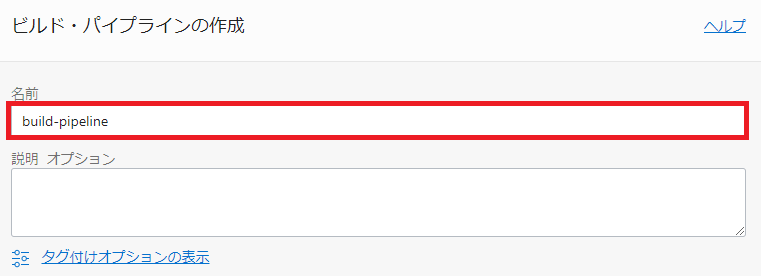 ビルド・パイプラインの作成 ヘルプ
名前
build-pipeline
説明 オプション
タグ付けオプションの表示